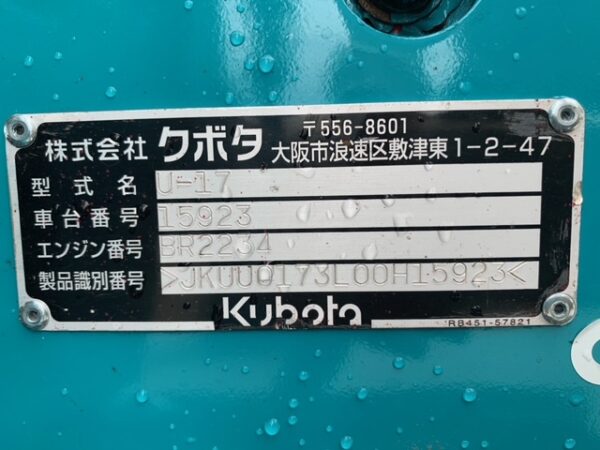 株式会社 クボタ 〒556-8601
大阪市浪速区敷津東1-2-47
型式名 U-17
車台番号 15923
エンジン番号 BR2234
製品識別番号 >JKUU0173L00H15923<
Kubota
RB451-57821